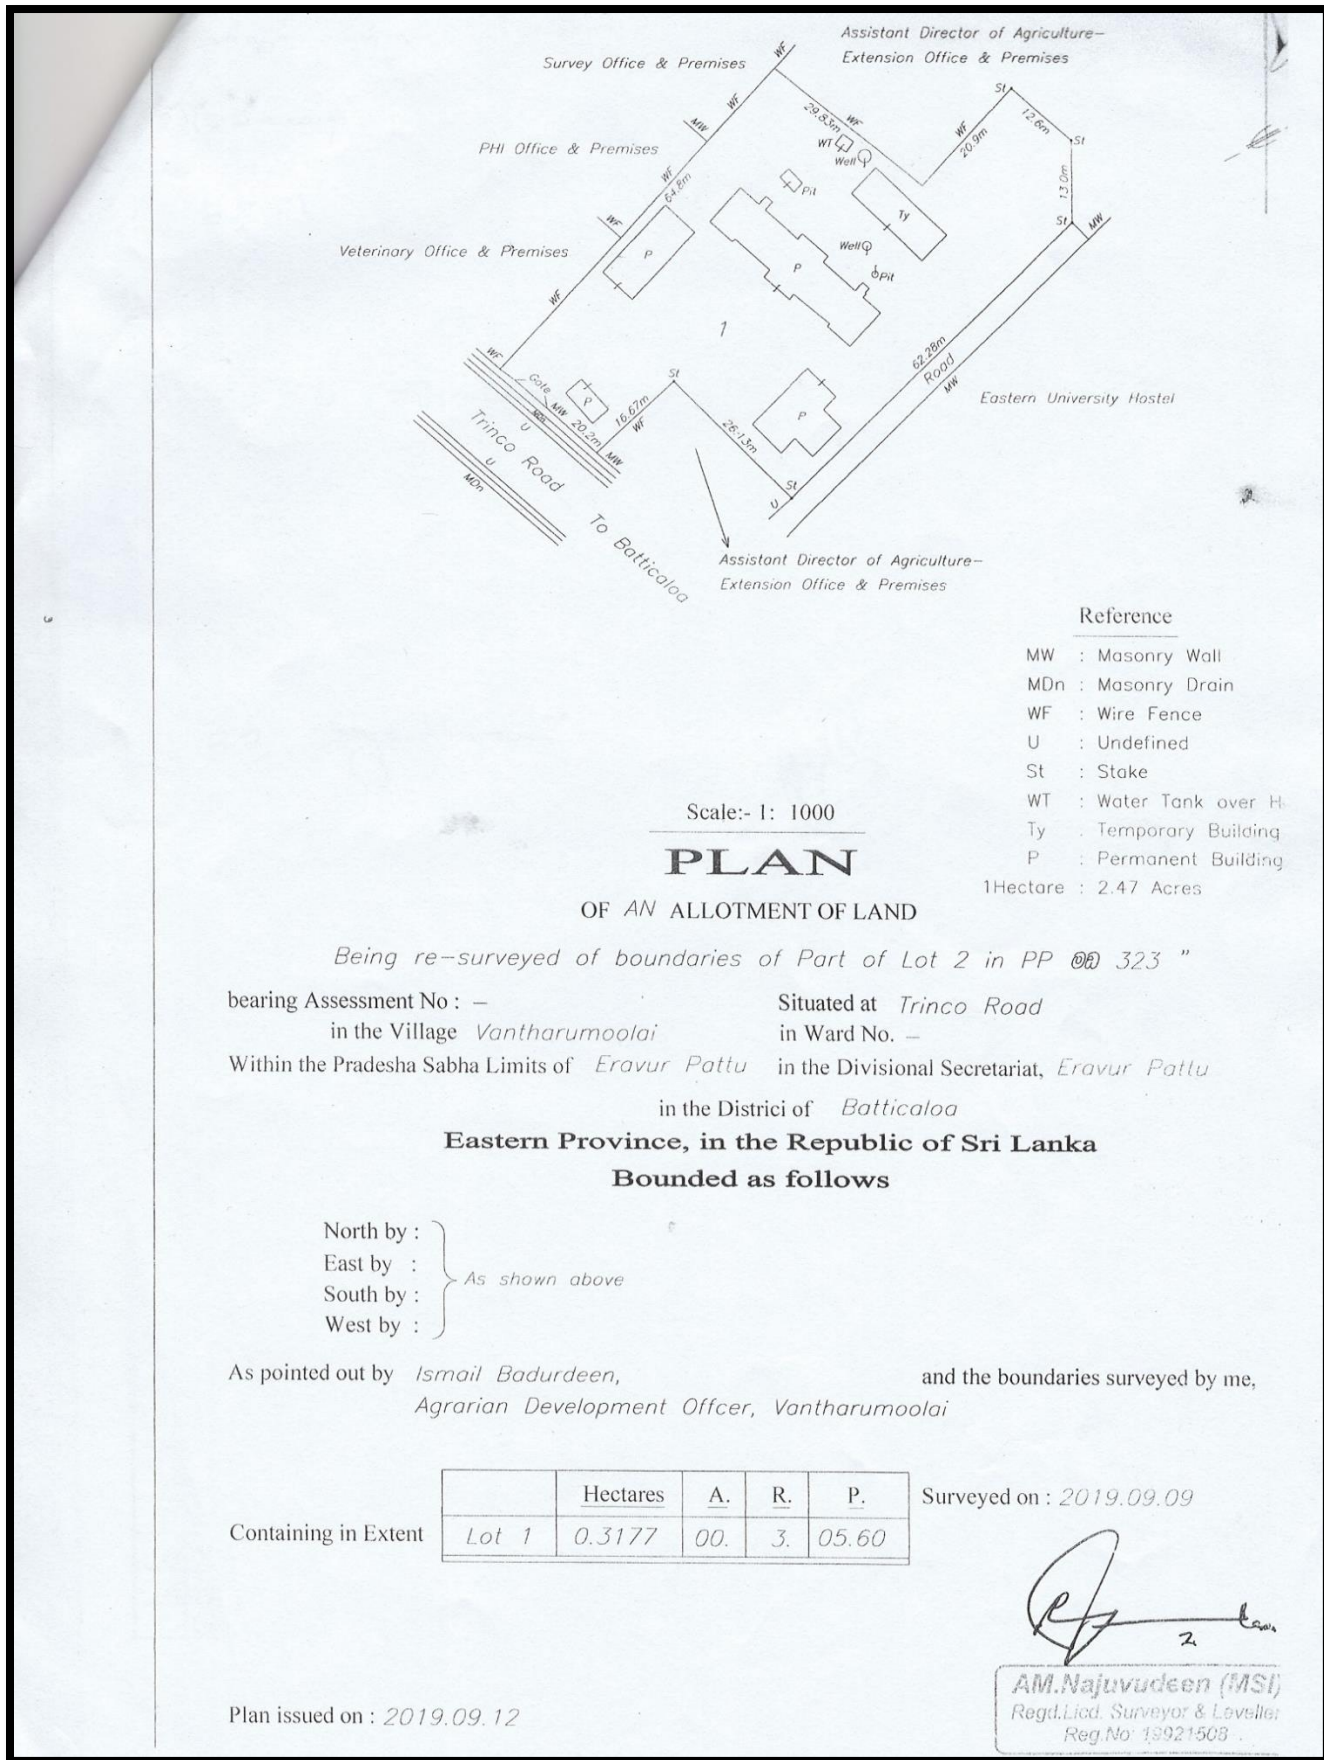 Assistant Director of Agriculture-
Extension Office & Premises
Survey Office & Premises
WF
St
WF
29.83m
WF
12.6m
MW
WT
Well
WF
20.9m
St
PHI Office & Premises
WF
64.8m
Pit
13.0m
WF
Ty
St
MW
Veterinary Office & Premises
P
Well
P
Pit
WF
1
WF
Gate
St
62.28m
Road
MW
Eastern University Hostel
P
MW
16.67m
WF
P
MDn
U
20.2m
MW
26.13m
Trinco Road
U
MDn
St
U
To Batticaloa
Assistant Director of Agriculture-
Extension Office & Premises
Reference
MW : Masonry Wall
MDn : Masonry Drain
WF : Wire Fence
U : Undefined
St : Stake
WT : Water Tank over H
Ty : Temporary Building
P : Permanent Building
1Hectare : 2.47 Acres
Scale:- 1: 1000
PLAN
OF AN ALLOTMENT OF LAND
Being re-surveyed of boundaries of Part of Lot 2 in PP 323 "
bearing Assessment No : – Situated at Trinco Road
in the Village Vantharumoolai in Ward No. –
Within the Pradesha Sabha Limits of Eravur Pattu in the Divisional Secretariat, Eravur Pattu
in the Districi of Batticaloa
Eastern Province, in the Republic of Sri Lanka
Bounded as follows
North by :
East by :
South by :
West by :
As shown above
As pointed out by Ismail Badurdeen, and the boundaries surveyed by me,
Agrarian Development Offcer, Vantharumoolai
Hectares A. R. P. Surveyed on : 2019.09.09
Containing in Extent Lot 1 0.3177 00. 3. 05.60
AM.Najuvudeen (MSI)
Regd.Licd. Surveyor & Leveller
Reg.No: 19921508
Plan issued on : 2019.09.12